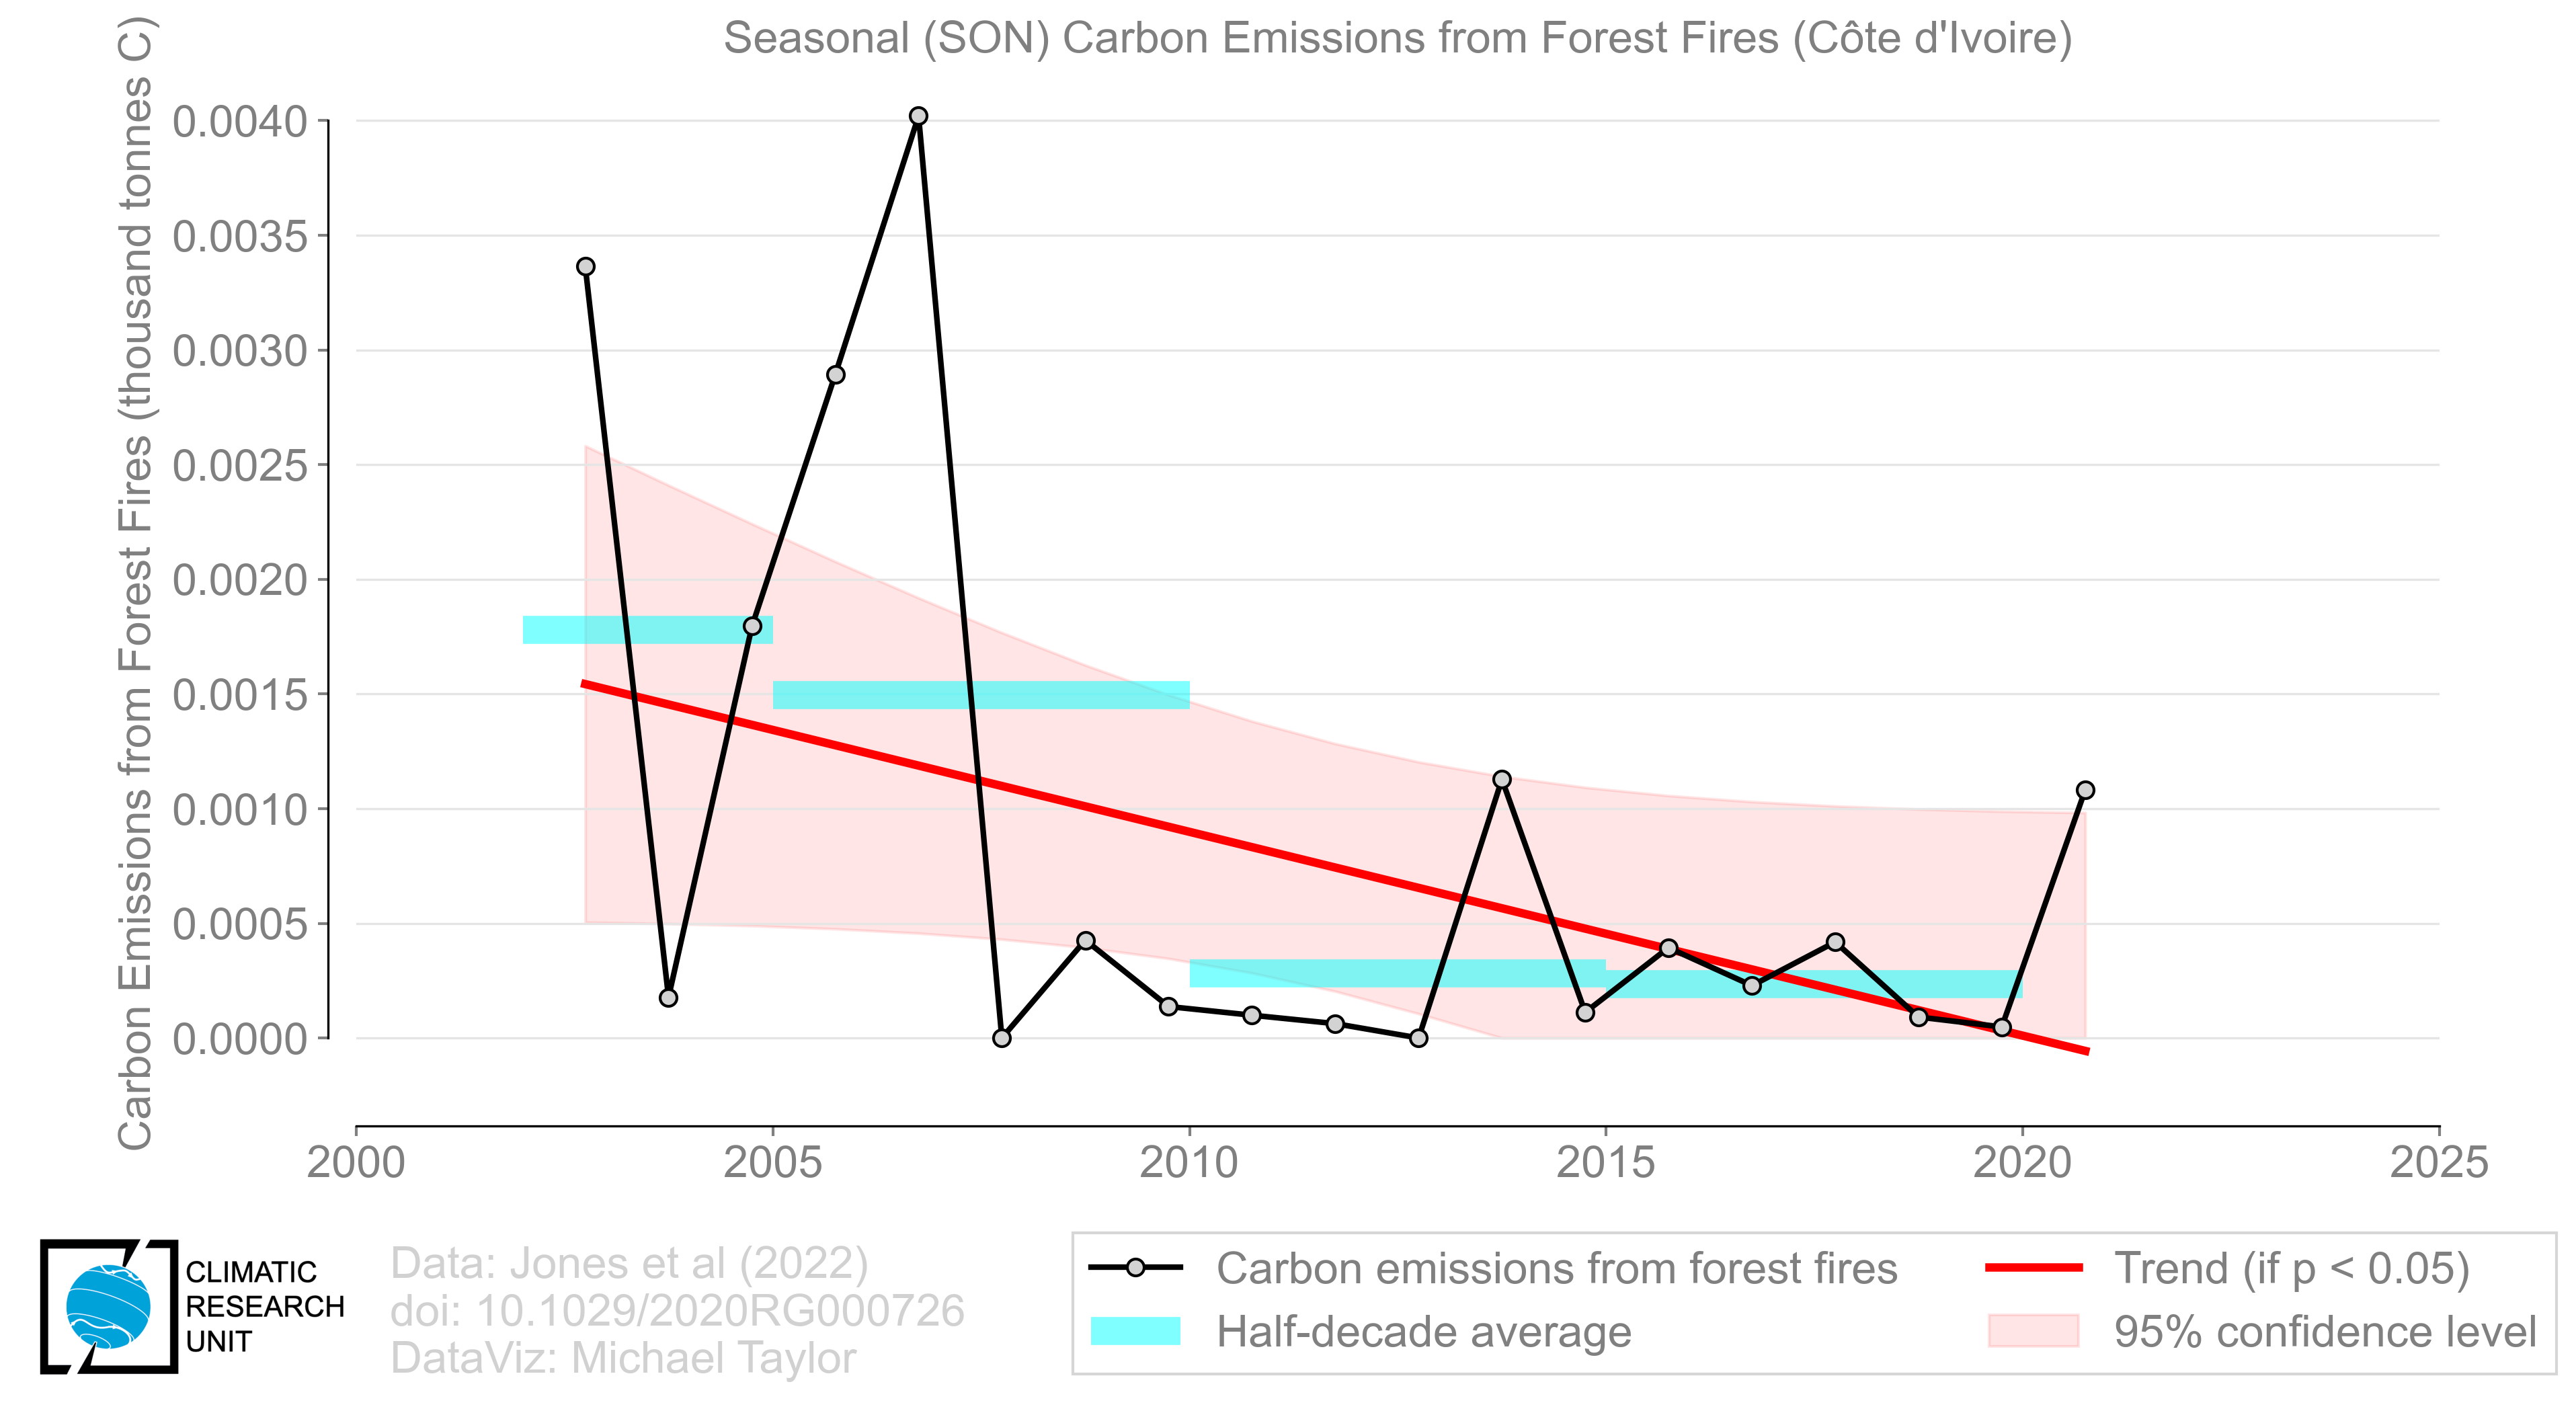 Seasonal (SON) Carbon Emissions from Forest Fires (Côte d'Ivoire)
Carbon Emissions from Forest Fires (thousand tonnes C)
0.0040
0.0035
0.0030
0.0025
0.0020
0.0015
0.0010
0.0005
0.0000
2000 2005 2010 2015 2020 2025
CLIMATIC
RESEARCH
UNIT
Data: Jones et al (2022)
doi: 10.1029/2020RG000726
DataViz: Michael Taylor
Carbon emissions from forest fires
Half-decade average
Trend (if p < 0.05)
95% confidence level